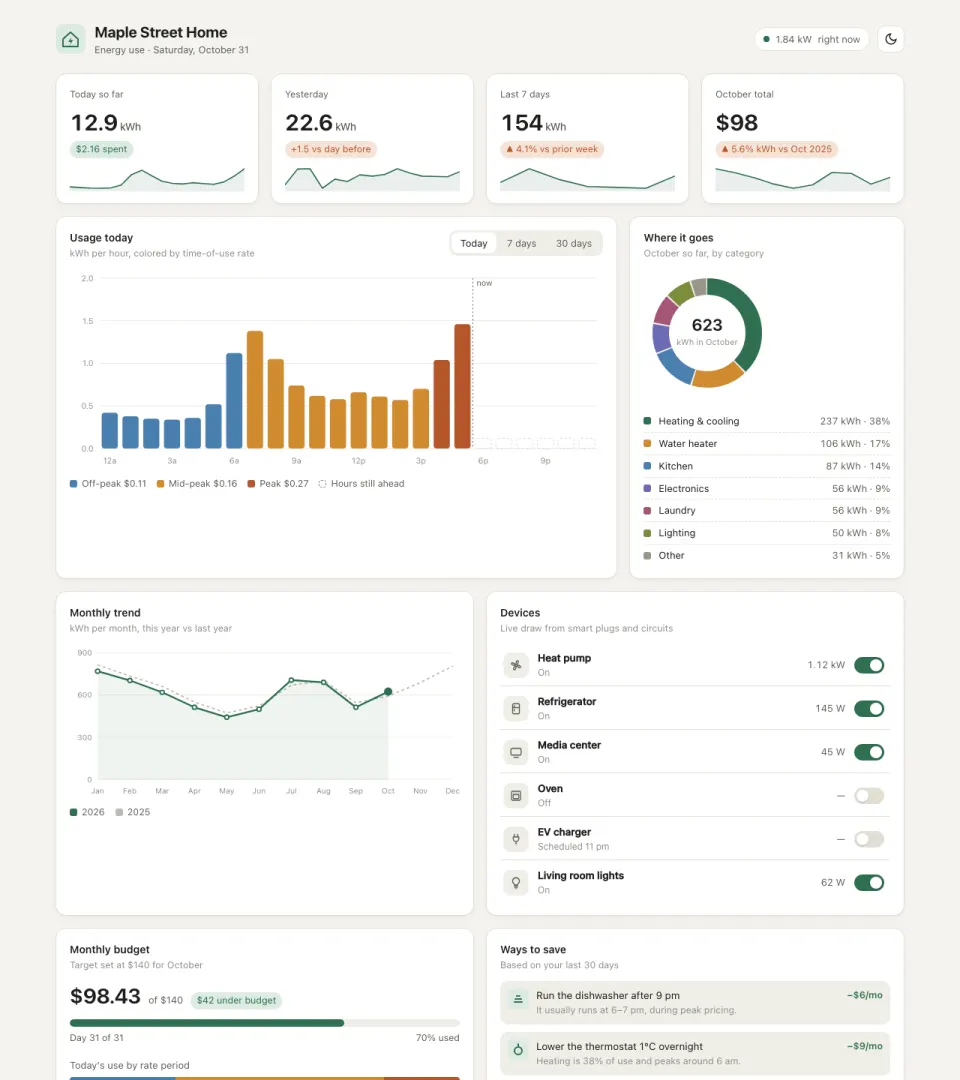 Maple Street Home
Energy use · Saturday, October 31
1.84 kW right now
Today so far
12.9 kWh
$2.16 spent
Yesterday
22.6 kWh
+1.5 vs day before
Last 7 days
154 kWh
▲ 4.1% vs prior week
October total
$98
▲ 5.6% kWh vs Oct 2025
Usage today
kWh per hour, colored by time-of-use rate
Today 7 days 30 days
2.0
1.5
1.0
0.5
0.0
now
12a 3a 6a 9a 12p 3p 6p 9p
Off-peak $0.11 Mid-peak $0.16 Peak $0.27 Hours still ahead
Where it goes
October so far, by category
623
kWh in October
Heating & cooling 237 kWh · 38%
Water heater 106 kWh · 17%
Kitchen 87 kWh · 14%
Electronics 56 kWh · 9%
Laundry 56 kWh · 9%
Lighting 50 kWh · 8%
Other 31 kWh · 5%
Monthly trend
kWh per month, this year vs last year
900
600
300
0
Jan Feb Mar Apr May Jun Jul Aug Sep Oct Nov Dec
2026 2025
Devices
Live draw from smart plugs and circuits
Heat pump
On
1.12 kW
Refrigerator
On
145 W
Media center
On
45 W
Oven
Off
—
EV charger
Scheduled 11 pm
—
Living room lights
On
62 W
Monthly budget
Target set at $140 for October
$98.43 of $140 $42 under budget
Day 31 of 31 70% used
Today's use by rate period
Ways to save
Based on your last 30 days
Run the dishwasher after 9 pm
It usually runs at 6–7 pm, during peak pricing.
−$6/mo
Lower the thermostat 1°C overnight
Heating is 38% of use and peaks around 6 am.
−$9/mo